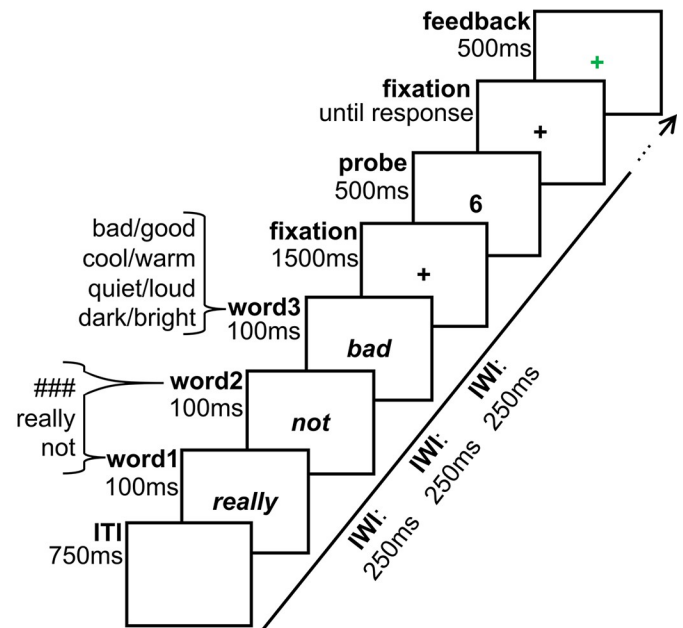 feedback
500ms
+
fixation
until response
+
probe
500ms
6
fixation
1500ms
+
bad/good
cool/warm
quiet/loud
dark/bright
word3
100ms
bad
###
really
not
word2
100ms
not
word1
100ms
really
ITI
750ms
IWI:
250ms
IWI:
250ms
IWI:
250ms
...